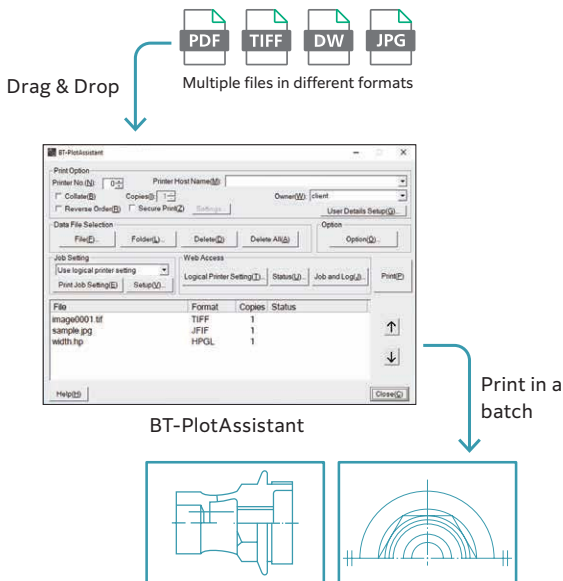 PDF TIFF DW JPG
Drag & Drop
Multiple files in different formats
BT-PlotAssistant
Print Option
Printer No.(N): 0 Printer Host Name(M):
Collate(B) Copies(I): 1 Owner(W): client
Reverse Order(R) Secure Print(Z) Settings... User Details Setup(G)...
Data File Selection Option
File(F)... Folder(L)... Delete(D) Delete All(A) Option(O)...
Job Setting Web Access
Use logical printer setting
Logical Printer Setting(T)... Status(U)... Job and Log(J)... Print(P)
Print Job Setting(E) Setup(V)...
File Format Copies Status
image0001.tif TIFF 1
sample.jpg JFIF 1
width.hp HPGL 1
Help(H) Close(C)
Print in a
batch
BT-PlotAssistant